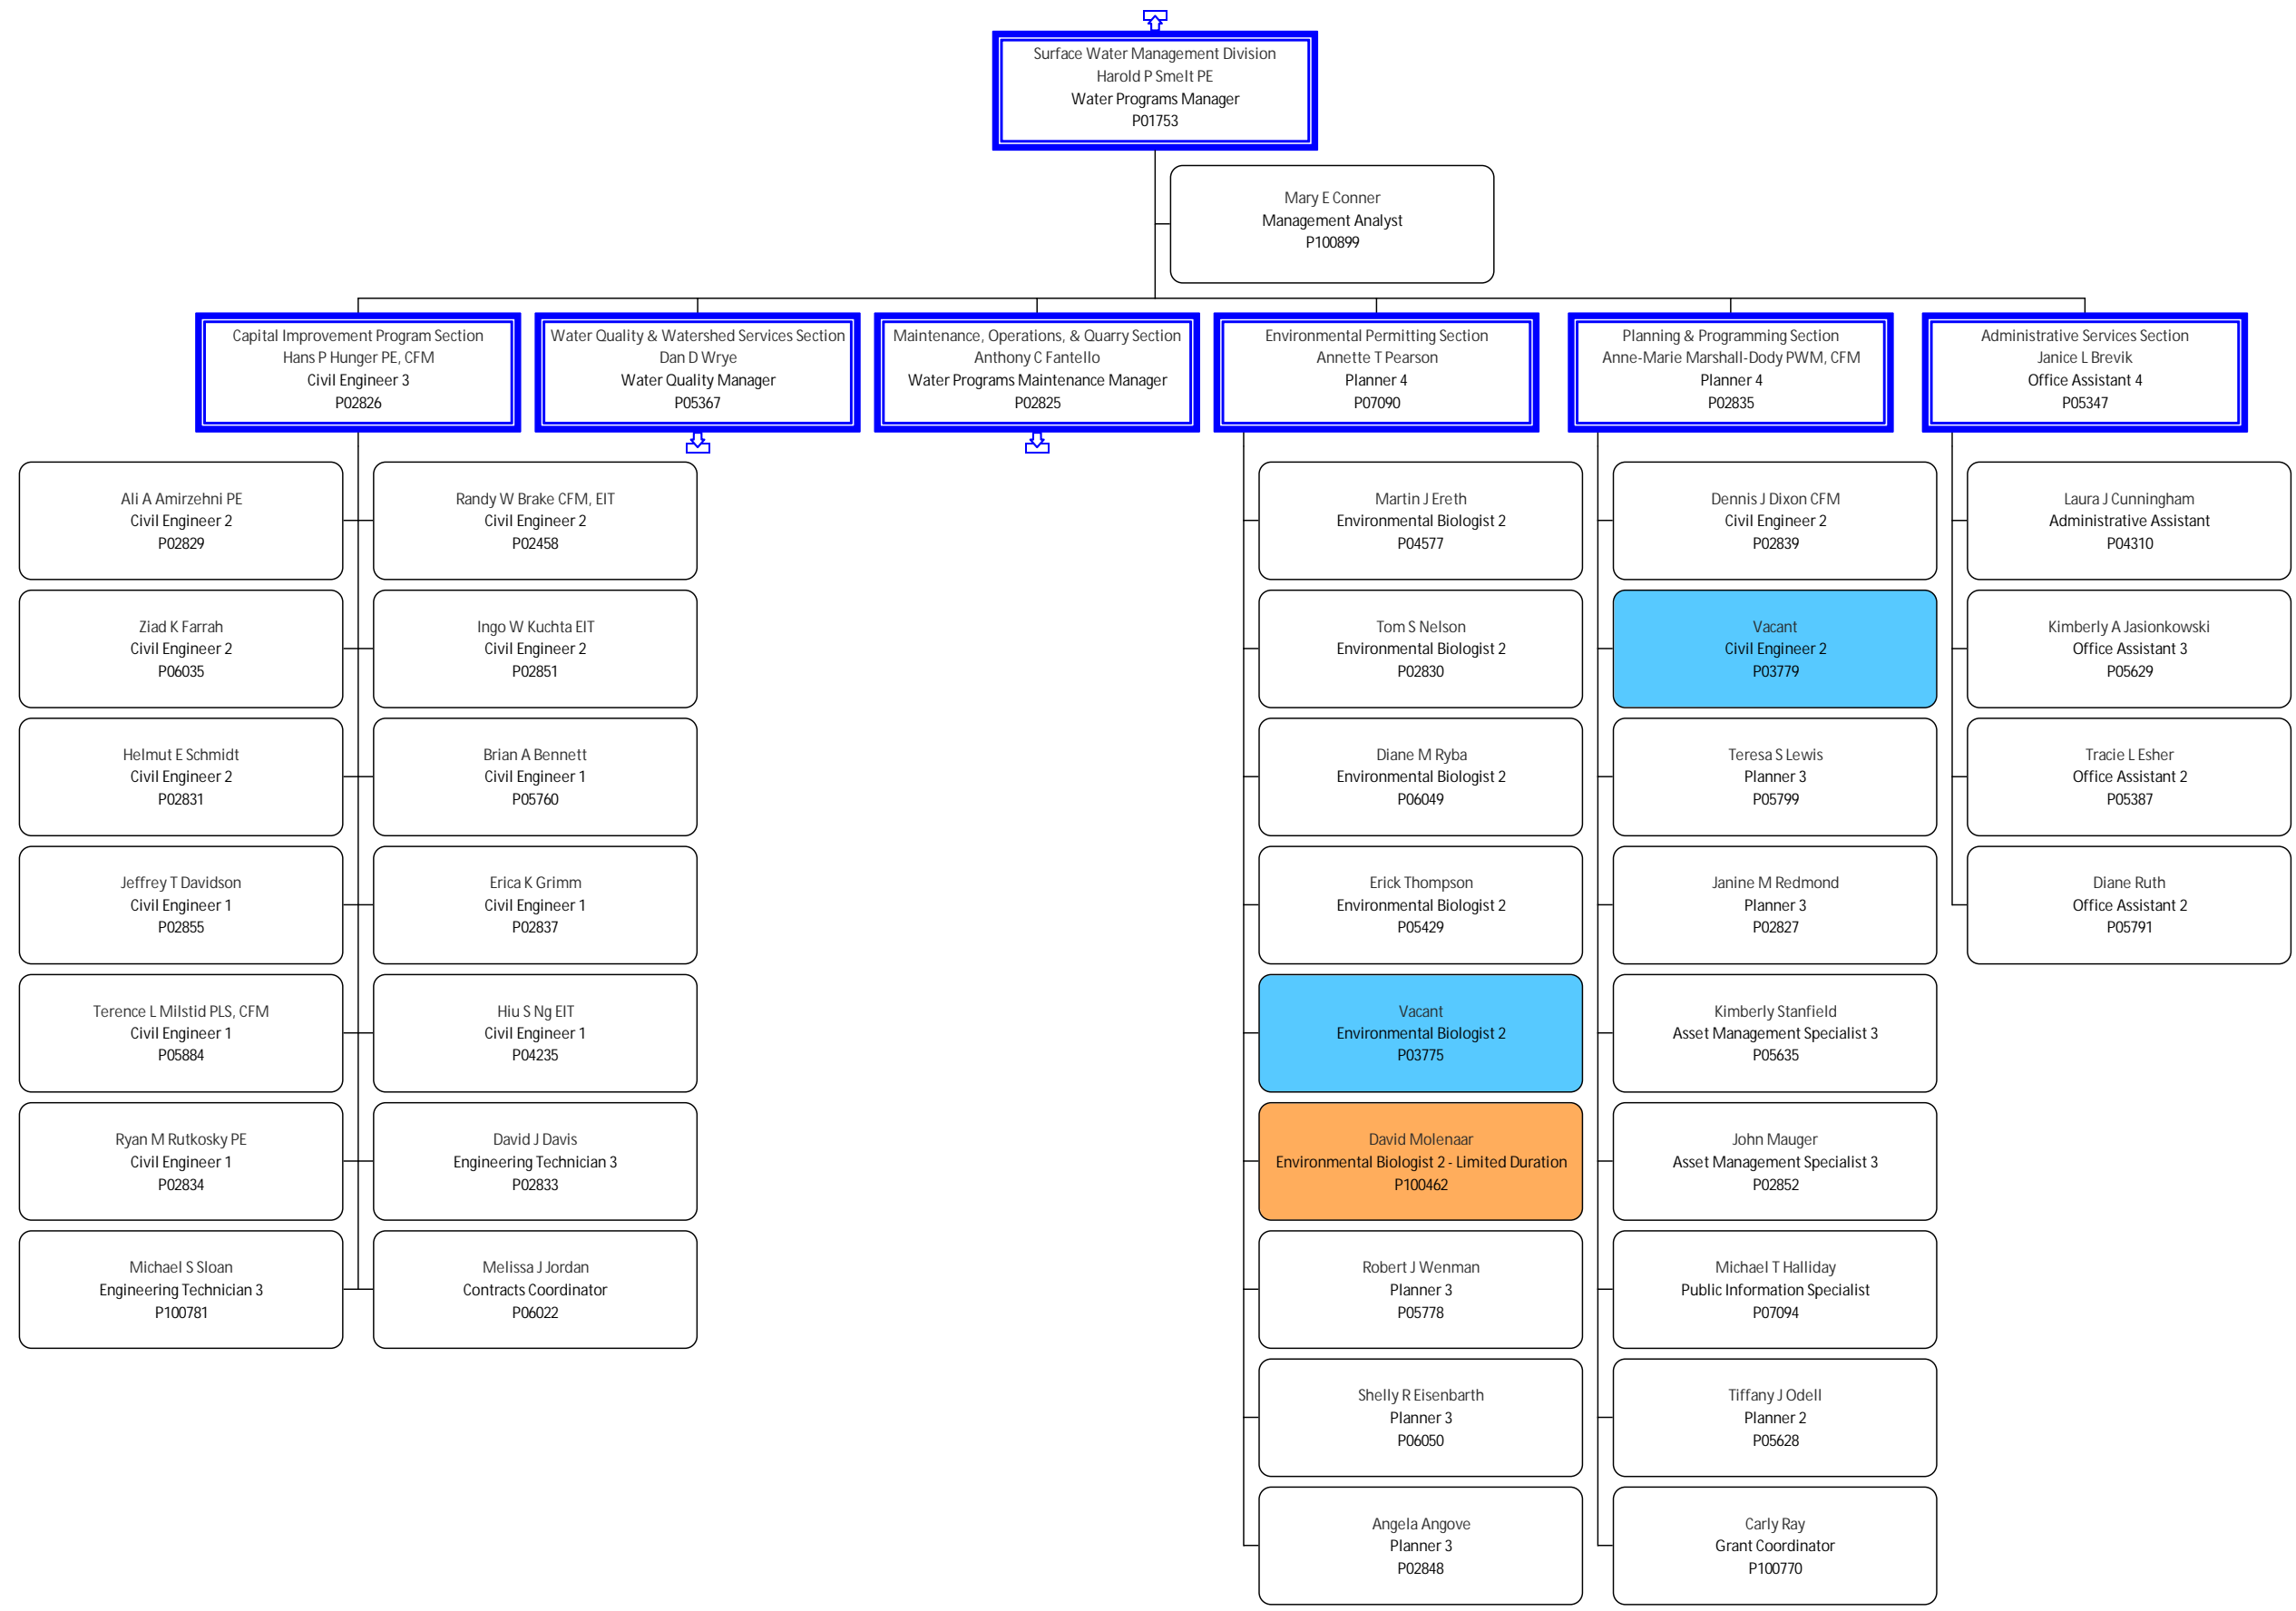 Surface Water Management Division
Harold P Smelt PE
Water Programs Manager
P01753
Mary E Conner
Management Analyst
P100899
Capital Improvement Program Section
Hans P Hunger PE, CFM
Civil Engineer 3
P02826
Water Quality & Watershed Services Section
Dan D Wrye
Water Quality Manager
P05367
Maintenance, Operations, & Quarry Section
Anthony C Fantello
Water Programs Maintenance Manager
P02825
Environmental Permitting Section
Annette T Pearson
Planner 4
P07090
Planning & Programming Section
Anne-Marie Marshall-Dody PWM, CFM
Planner 4
P02835
Administrative Services Section
Janice L Brevik
Office Assistant 4
P05347
Ali A Amirzehni PE
Civil Engineer 2
P02829
Randy W Brake CFM, EIT
Civil Engineer 2
P02458
Ziad K Farrah
Civil Engineer 2
P06035
Ingo W Kuchta EIT
Civil Engineer 2
P02851
Helmut E Schmidt
Civil Engineer 2
P02831
Brian A Bennett
Civil Engineer 1
P05760
Jeffrey T Davidson
Civil Engineer 1
P02855
Erica K Grimm
Civil Engineer 1
P02837
Terence L Milstid PLS, CFM
Civil Engineer 1
P05884
Hiu S Ng EIT
Civil Engineer 1
P04235
Ryan M Rutkosky PE
Civil Engineer 1
P02834
David J Davis
Engineering Technician 3
P02833
Michael S Sloan
Engineering Technician 3
P100781
Melissa J Jordan
Contracts Coordinator
P06022
Martin J Ereth
Environmental Biologist 2
P04577
Tom S Nelson
Environmental Biologist 2
P02830
Diane M Ryba
Environmental Biologist 2
P06049
Erick Thompson
Environmental Biologist 2
P05429
Vacant
Environmental Biologist 2
P03775
David Molenaar
Environmental Biologist 2 - Limited Duration
P100462
Robert J Wenman
Planner 3
P05778
Shelly R Eisenbarth
Planner 3
P06050
Angela Angove
Planner 3
P02848
Dennis J Dixon CFM
Civil Engineer 2
P02839
Vacant
Civil Engineer 2
P03779
Teresa S Lewis
Planner 3
P05799
Janine M Redmond
Planner 3
P02827
Kimberly Stanfield
Asset Management Specialist 3
P05635
John Mauger
Asset Management Specialist 3
P02852
Michael T Halliday
Public Information Specialist
P07094
Tiffany J Odell
Planner 2
P05628
Carly Ray
Grant Coordinator
P100770
Laura J Cunningham
Administrative Assistant
P04310
Kimberly A Jasionkowski
Office Assistant 3
P05629
Tracie L Esher
Office Assistant 2
P05387
Diane Ruth
Office Assistant 2
P05791